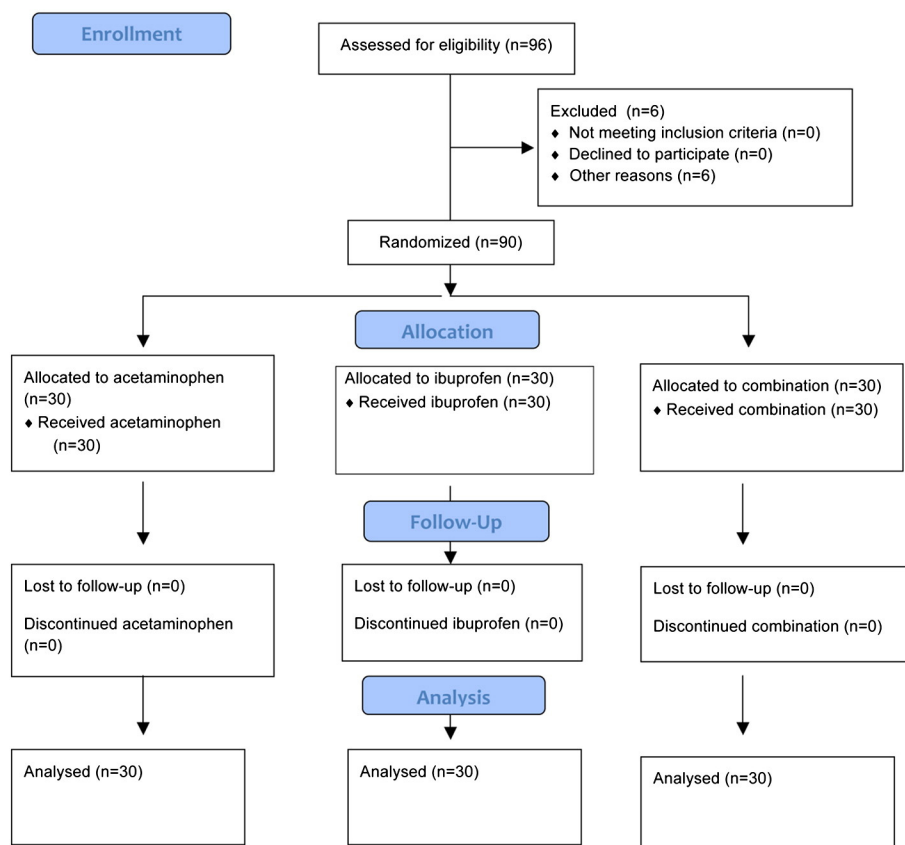 Enrollment
Assessed for eligibility (n=96)
Excluded (n=6)
♦ Not meeting inclusion criteria (n=0)
♦ Declined to participate (n=0)
♦ Other reasons (n=6)
Randomized (n=90)
Allocation
Allocated to acetaminophen
(n=30)
♦ Received acetaminophen
(n=30)
Allocated to ibuprofen (n=30)
♦ Received ibuprofen (n=30)
Allocated to combination (n=30)
♦ Received combination (n=30)
Follow-Up
Lost to follow-up (n=0)
Discontinued acetaminophen
(n=0)
Lost to follow-up (n=0)
Discontinued ibuprofen (n=0)
Lost to follow-up (n=0)
Discontinued combination (n=0)
Analysis
Analysed (n=30)
Analysed (n=30)
Analysed (n=30)